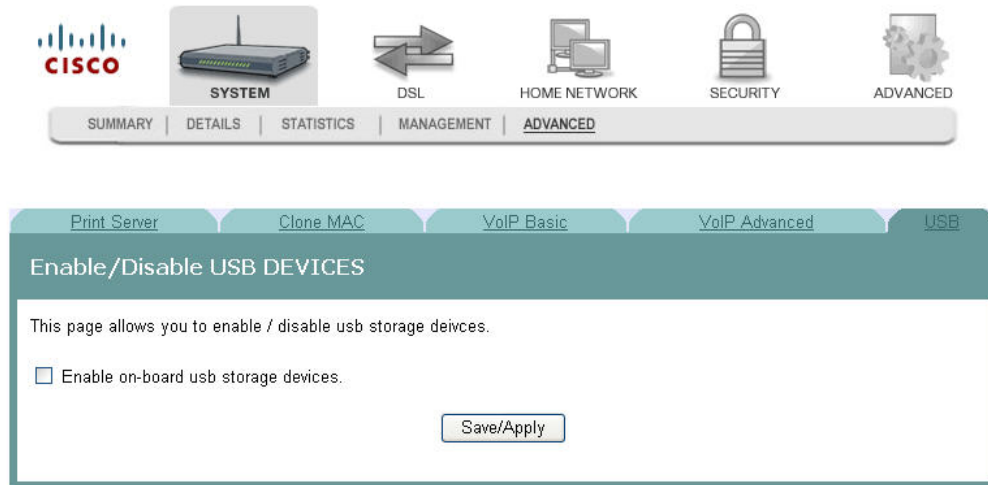 CISCO
SYSTEM DSL HOME NETWORK SECURITY ADVANCED
SUMMARY | DETAILS | STATISTICS | MANAGEMENT | ADVANCED
Print Server Clone MAC VoIP Basic VoIP Advanced USB
Enable/Disable USB DEVICES
This page allows you to enable / disable usb storage deivces.
Enable on-board usb storage devices.
Save/Apply